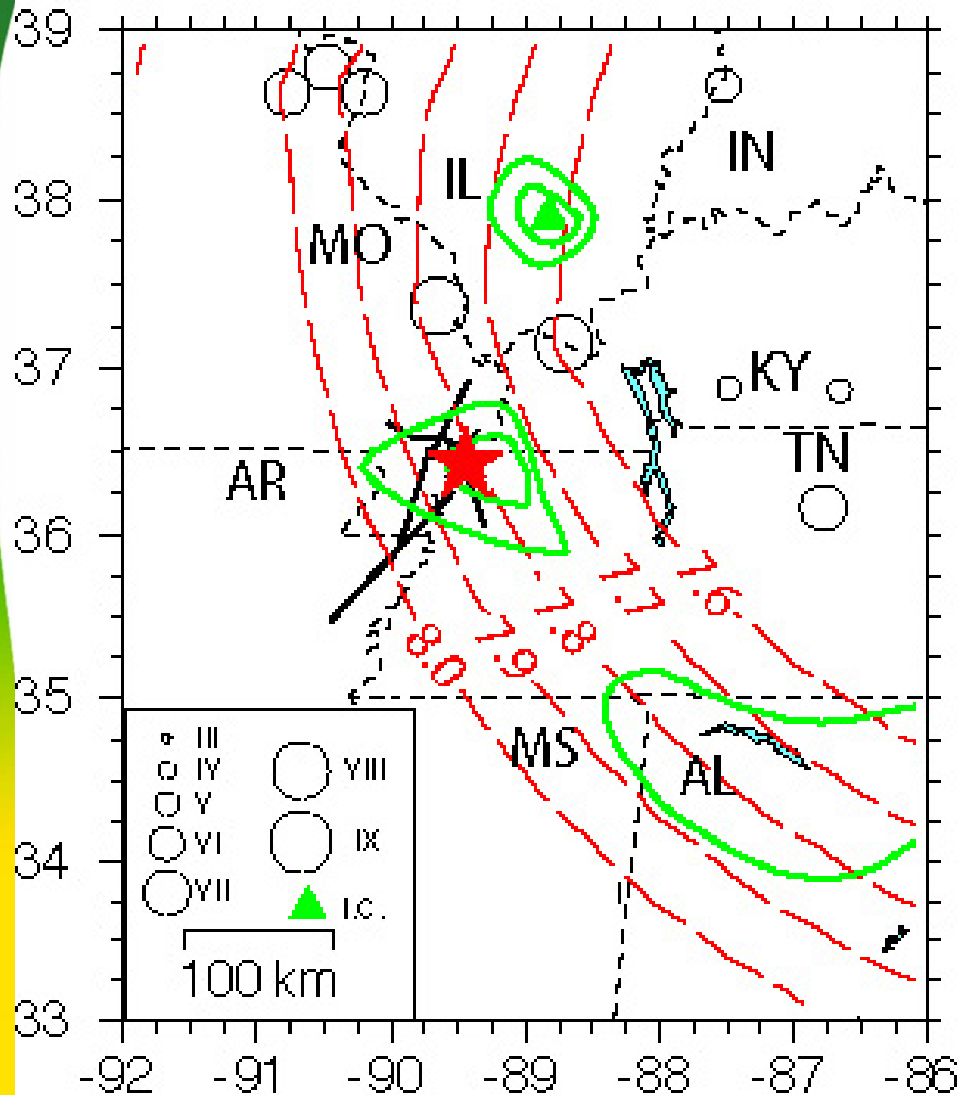 39
38
37
36
35
34
33
-92 -91 -90 -89 -88 -87 -86
IN
IL
MO
KY
TN
AR
MS
AL
8.0 7.9 7.8 7.7 7.6
III
IV
V
VI
VII
VIII
IX
I.C.
100 km